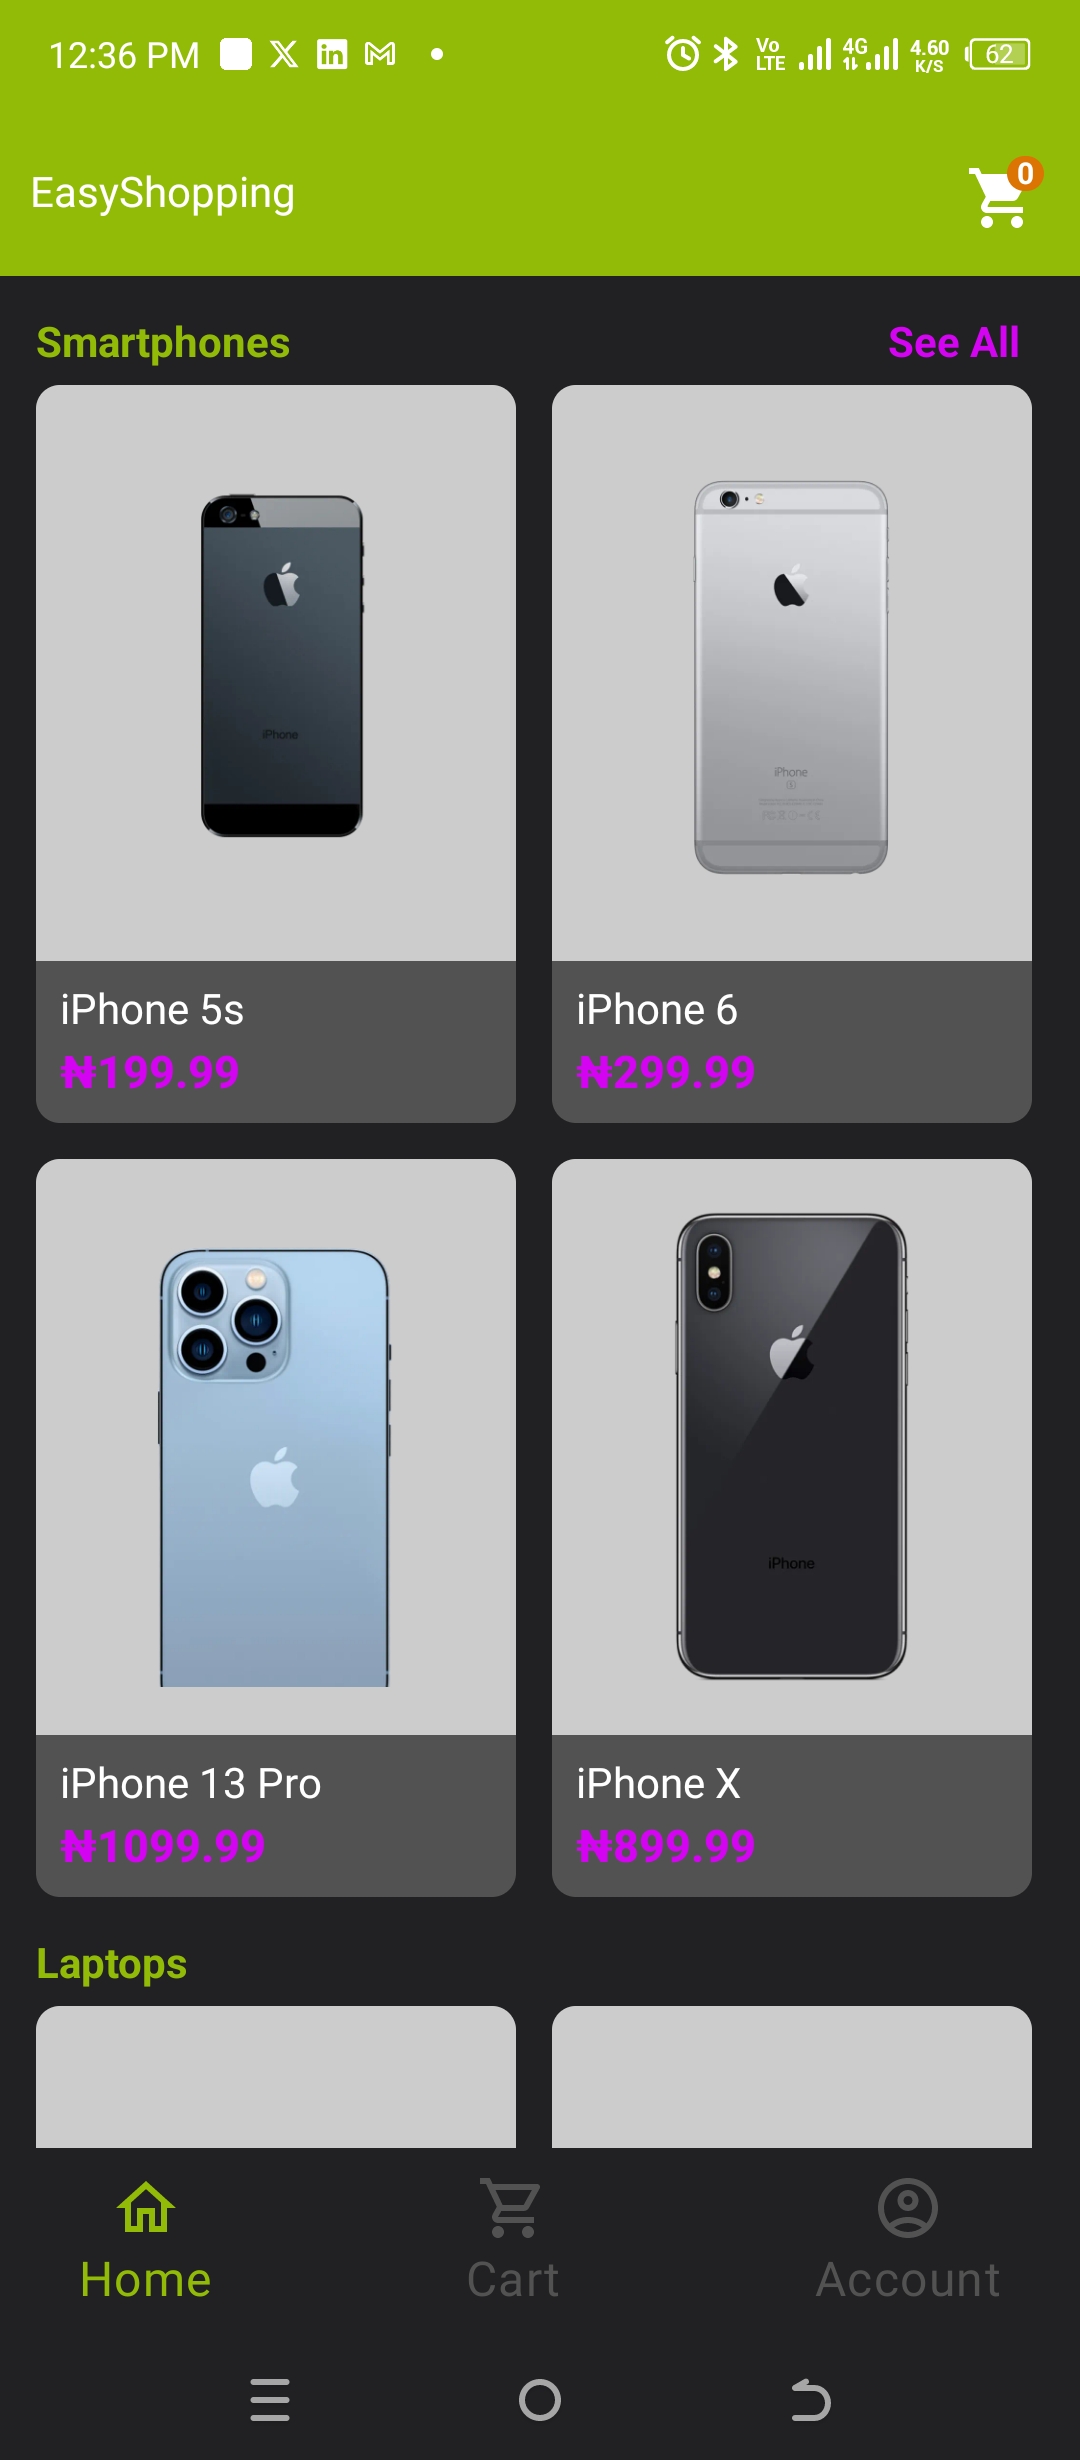 12:36 PM
Vo LTE 4G 4.60 K/S 62
EasyShopping
0
Smartphones See All
iPhone
iPhone
S
iPhone 5s iPhone 6
₦199.99 ₦299.99
iPhone
iPhone 13 Pro iPhone X
₦1099.99 ₦899.99
Laptops
Home Cart Account